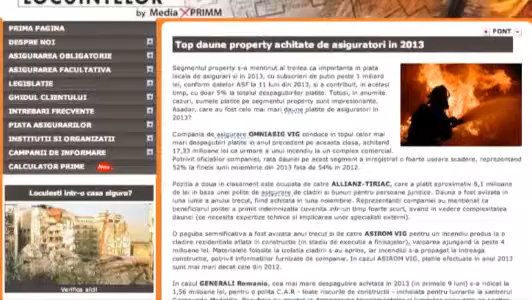 LOCUINTELOR
by Media XPRIMM
PRIMA PAGINA
DESPRE NOI
ASIGURAREA OBLIGATORIE
ASIGURAREA FACULTATIVA
LEGISLATIE
GHIDUL CLIENTULUI
INTREBARI FRECVENTE
PIATA ASIGURARILOR
INSTITUTII SI ORGANIZATII
CAMPANII DE INFORMARE
CALCULATOR PRIME
Locuesti intr-o casa sigura?
Verifica aici!
FONT
Top daune property achitate de asiguratori in 2013
Segmentul property s-a mentinut al treilea ca importanta in piata
locala de asigurari si in 2013, cu subscrieri de putin peste 1 miliard
lei, conform datelor ASF la 11 luni din 2013, si a contribuit, in acelasi
timp, cu doar 5% la totalul despagubirilor platite. Totusi, in anumite
cazuri, sumele platite pe segmentul property sunt impresionante.
Asadar, care au fost cele mai mari daune platite de asiguratori in
2013?
Compania de asigurare OMNIASIG VIG conduce in topul celor mai
mari despagubiri platite in anul precedent pe aceasta clasa, achitand
17,33 milioane lei ca urmare a unui incendiu la un complex comercial.
Potrivit oficialilor companiei, rata daunei pe acest segment a inregistrat o foarte usoara scadere, reprezentand
52% la finele lunii noiembrie din 2013 fata de 54% in 2012.
Pozitia a doua in clasament este ocupata de catre ALLIANZ-TIRIAC, care a platit aproximativ 8,1 milioane
de lei in baza unei polite de asigurare de cladiri si bunuri pentru persoane juridice. Dauna a fost avizata in
luna iunie a anului trecut, fiind achitata in luna noiembrie. Reprezentantii companiei au mentionat ca
beneficiarul politei a primit indemnizatia cuvenita intr-un timp foarte scurt, avand in vedere complexitatea
daunei (ce necesita expertize tehnice si implicarea unor specialisti externi).
O paguba semnificativa a fost avizata anul trecut si de catre ASIROM VIG pentru un incendiu produs la o
cladire rezidentiala aflata in constructie (in stadiu de executie a finisajelor), valoarea ajungand la peste 4
milioane lei. Materialele folosite la izolatia cladirii s-au aprins, iar incendiul s-a propagat la intreaga
constructie, potrivit informatiilor furnizate de companie. In cazul ASIROM VIG, platile efectuate in anul 2013
sunt mai mari decat cele din 2012.
In cazul GENERALI Romania, cea mai mare despagubire achitata in 2013 (in primele 9 luni) s-a ridicat la
1,56 milioane lei, pentru o polita C.A.R - (toate riscurile de constructii) - incheiata pentru lucrarile la santierul